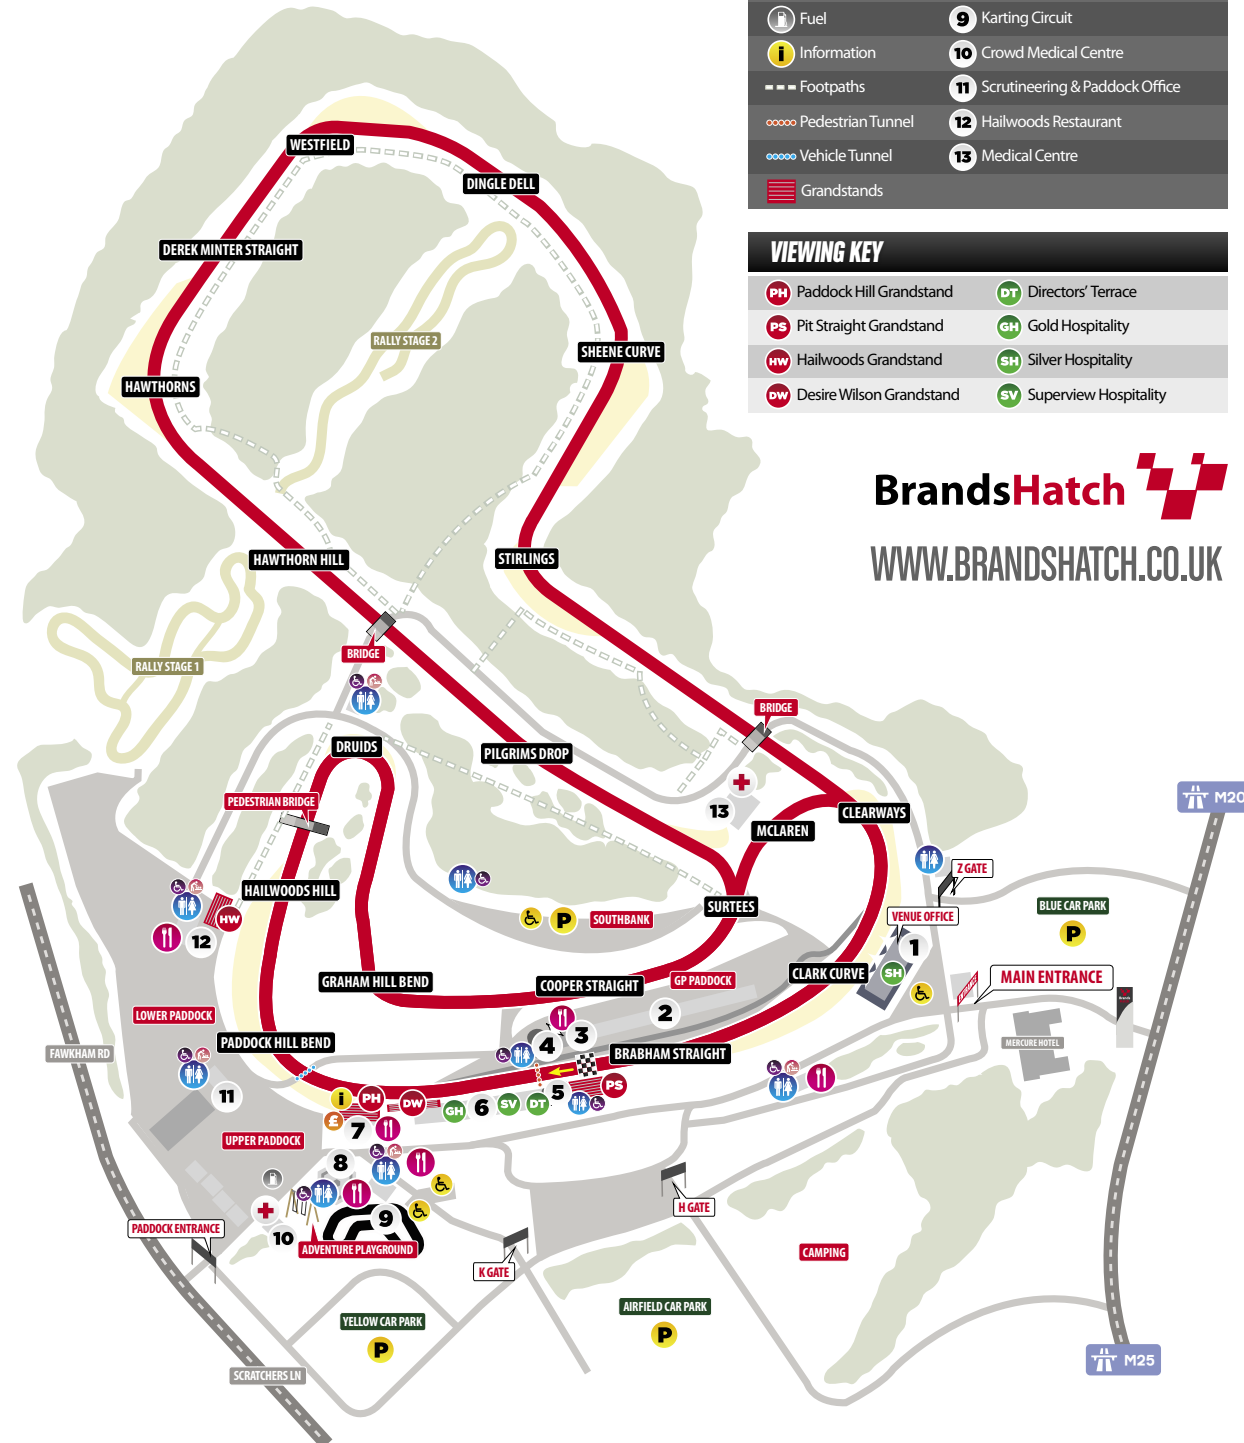 Fuel
9 Karting Circuit
i Information
10 Crowd Medical Centre
Footpaths
11 Scrutineering & Paddock Office
Pedestrian Tunnel
12 Hailwoods Restaurant
Vehicle Tunnel
13 Medical Centre
Grandstands
VIEWING KEY
PH Paddock Hill Grandstand
DT Directors' Terrace
PS Pit Straight Grandstand
GH Gold Hospitality
HW Hailwoods Grandstand
SH Silver Hospitality
DW Desire Wilson Grandstand
SV Superview Hospitality
BrandsHatch
WWW.BRANDSHATCH.CO.UK
WESTFIELD
DINGLE DELL
DEREK MINTER STRAIGHT
RALLY STAGE 2
SHEENE CURVE
HAWTHORNS
HAWTHORN HILL
STIRLINGS
BRIDGE
RALLY STAGE 1
BRIDGE
DRUIDS
PILGRIMS DROP
M20
PEDESTRIAN BRIDGE
13
MCLAREN
CLEARWAYS
Z GATE
HAILWOODS HILL
SURTEES
BLUE CAR PARK
P
HW
12
P
SOUTHBANK
VENUE OFFICE
1
GRAHAM HILL BEND
COOPER STRAIGHT
GP PADDOCK
CLARK CURVE
SH
MAIN ENTRANCE
LOWER PADDOCK
2
3
4
PADDOCK HILL BEND
BRABHAM STRAIGHT
MERCURE HOTEL
FAWKHAM RD
11
i
PH
DW
GH
6
SV
DT
5
PS
£
7
UPPER PADDOCK
8
9
10
H GATE
PADDOCK ENTRANCE
ADVENTURE PLAYGROUND
K GATE
CAMPING
YELLOW CAR PARK
P
AIRFIELD CAR PARK
P
M25
SCRATCHERS LN